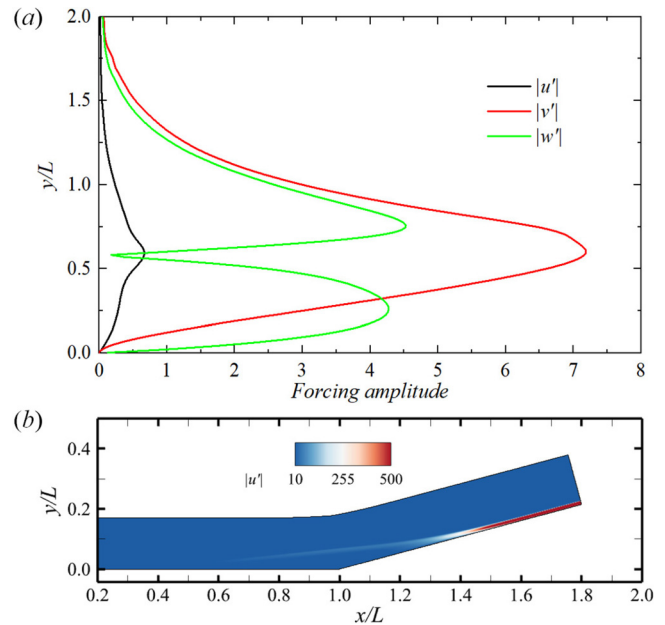 (a)
2.0
1.5
1.0
0.5
0.0
y/L
|u'|
|v'|
|w'|
0 1 2 3 4 5 6 7 8
Forcing amplitude
(b)
0.4
0.2
0.0
y/L
|u'|
10 255 500
0.2 0.4 0.6 0.8 1.0 1.2 1.4 1.6 1.8 2.0
x/L